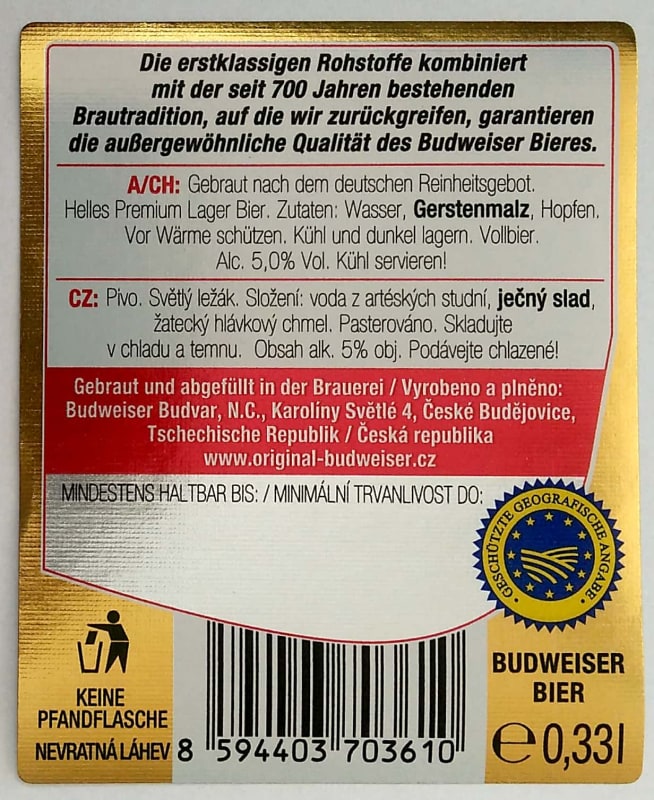 Die erstklassigen Rohstoffe kombiniert
mit der seit 700 Jahren bestehenden
Brautradition, auf die wir zurückgreifen, garantieren
die außergewöhnliche Qualität des Budweiser Bieres.
A/CH: Gebraut nach dem deutschen Reinheitsgebot.
Helles Premium Lager Bier. Zutaten: Wasser, Gerstenmalz, Hopfen.
Vor Wärme schützen. Kühl und dunkel lagern. Vollbier.
Alc. 5,0% Vol. Kühl servieren!
CZ: Pivo. Světlý ležák. Složení: voda z artéských studní, ječný slad,
žatecký hlávkový chmel. Pasterováno. Skladujte
v chladu a temnu. Obsah alk. 5% obj. Podávejte chlazené!
Gebraut und abgefüllt in der Brauerei / Vyrobeno a plněno:
Budweiser Budvar, N.C., Karolíny Světlé 4, České Budějovice,
Tschechische Republik / Česká republika
www.original-budweiser.cz
MINDESTENS HALTBAR BIS: / MINIMÁLNÍ TRVANLIVOST DO:
GESCHÜTZTE GEOGRAFISCHE ANGABE
KEINE
PFANDFLASCHE
NEVRATNÁ LÁHEV
8 594403 703610
BUDWEISER
BIER
℮ 0,33l